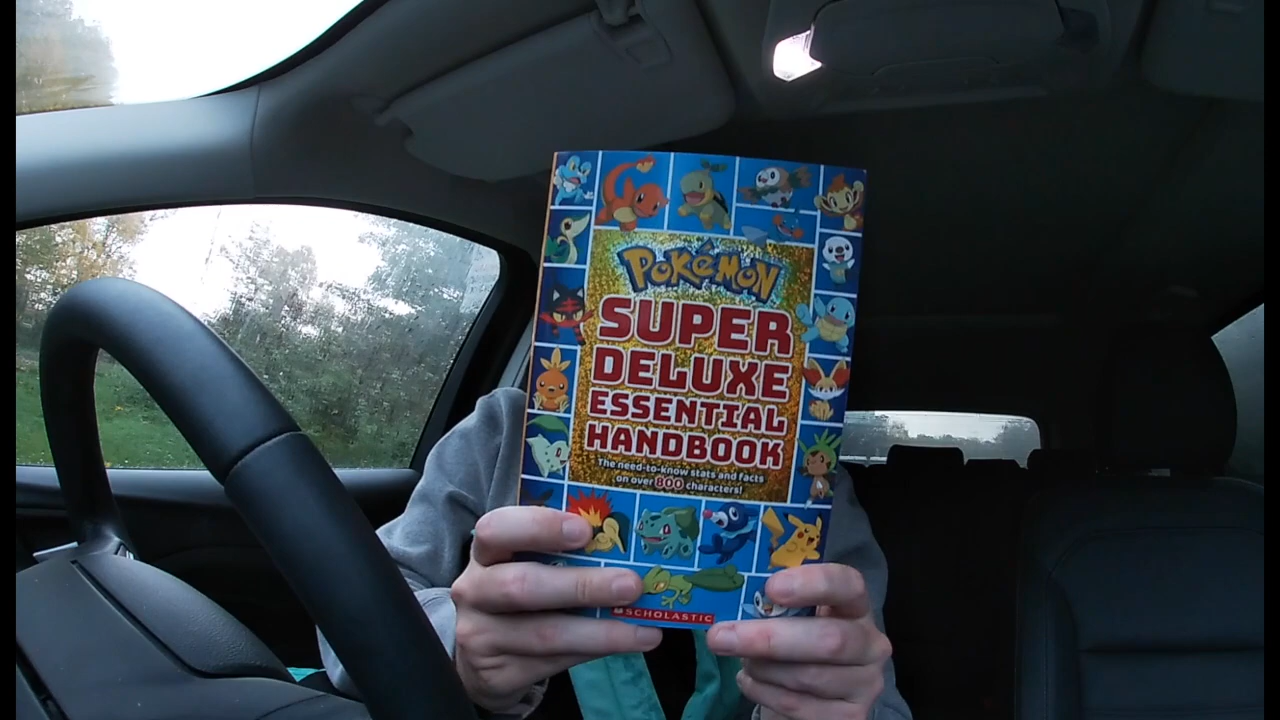 POKéMON
SUPER
DELUXE
ESSENTIAL
HANDBOOK
The need-to-know stats and facts
on over 800 characters!
SCHOLASTIC